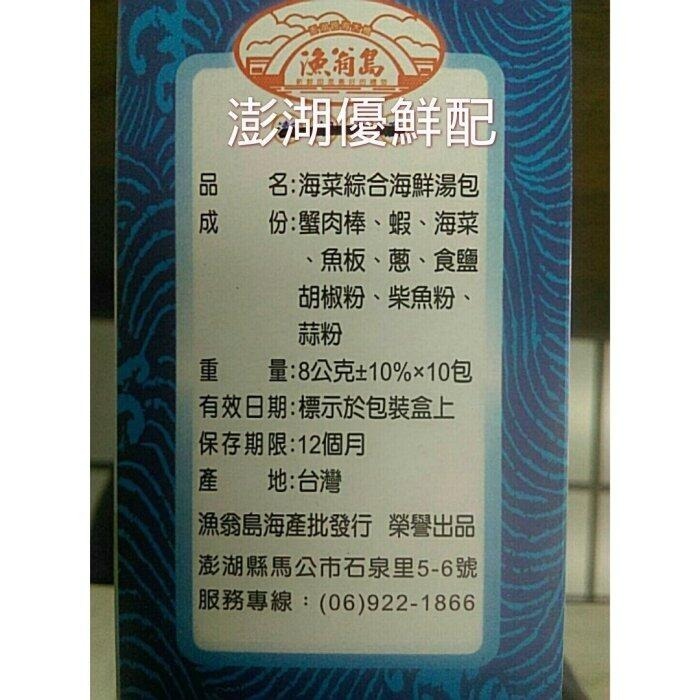 漁翁島
澎湖優鮮配
品名:海菜綜合海鮮湯包
成份:蟹肉棒、蝦、海菜
、魚板、蔥、食鹽
胡椒粉、柴魚粉、
蒜粉
重量:8公克±10%×10包
有效日期:標示於包裝盒上
保存期限:12個月
產地:台灣
漁翁島海產批發行 榮譽出品
澎湖縣馬公市石泉里5-6號
服務專線：(06)922-1866